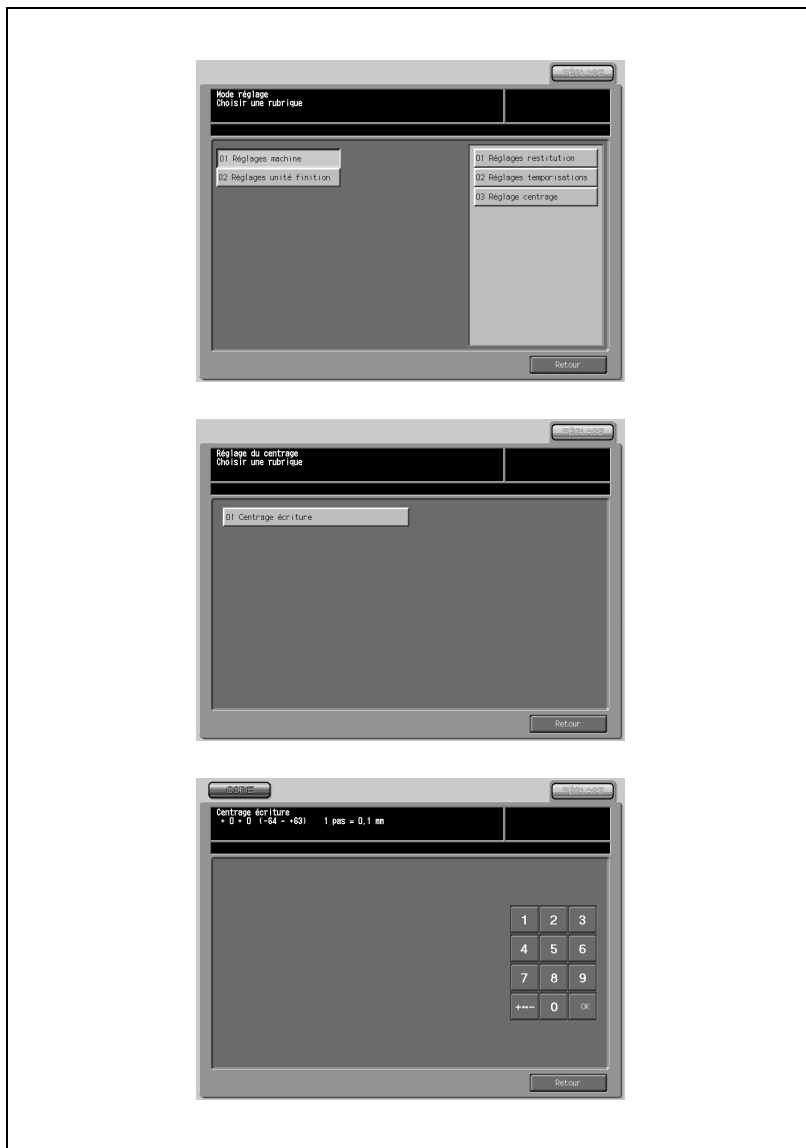 RÉGLAGE
Mode réglage
Choisir une rubrique
01 Réglages machine
02 Réglages unité finition
01 Réglages restitution
02 Réglages temporisations
03 Réglage centrage
Retour
RÉGLAGE
Réglage du centrage
Choisir une rubrique
01 Centrage écriture
Retour
COPIE
RÉGLAGE
Centrage écriture
+ 0 + 0 (-64 ~ +63) 1 pas = 0,1 mm
1 2 3
4 5 6
7 8 9
+↔- 0 OK
Retour